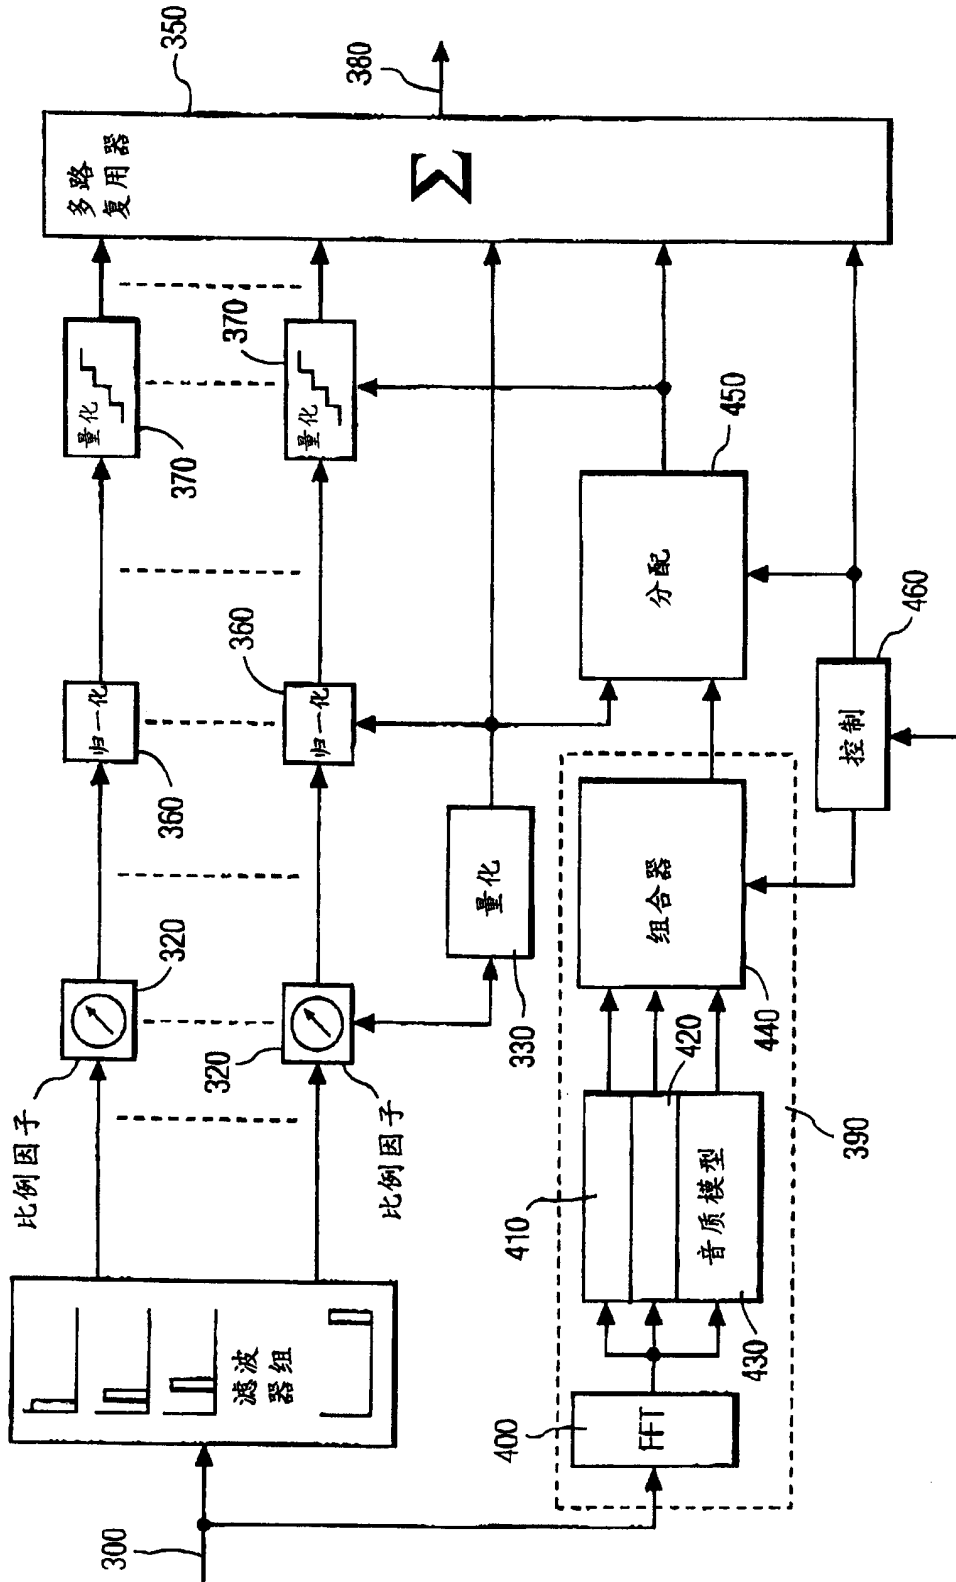 300
滤波
器组
比例因子
320
320
比例因子
归一化
360
归一化
360
量化
370
量化
370
多路
复用器
Σ
350
380
量化
330
400
FFT
410
420
音质模型
430
组合器
440
390
分配
450
控制
460